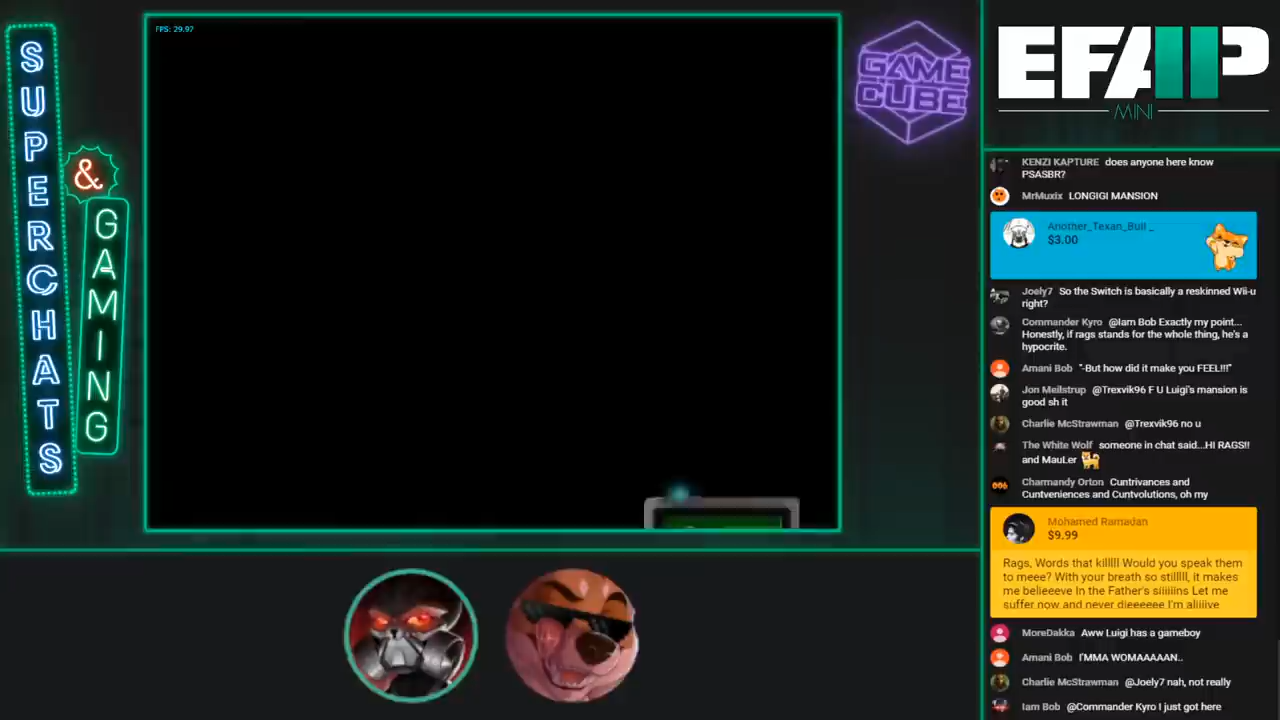 SUPERCHATS
&
GAMING
FPS: 29.97
GAME
CUBE
EFAP
MINI
KENZI KAPTURE does anyone here know
PSASBR?
MrMuxix LONGIGI MANSION
Another_Texan_Bull _
$3.00
Joely7 So the Switch is basically a reskinned Wii-u
right?
Commander Kyro @Iam Bob Exactly my point...
Honestly, if rags stands for the whole thing, he's a
hypocrite.
Amani Bob "-But how did it make you FEEL!!!"
Jon Meilstrup @Trexvik96 F U Luigi's mansion is
good sh it
Charlie McStrawman @Trexvik96 no u
The White Wolf someone in chat said...HI RAGS!!
and MauLer
Charmandy Orton Cuntrivances and
Cuntveniences and Cuntvolutions, oh my
Mohamed Ramadan
$9.99
Rags, Words that killlll Would you speak them
to meee? With your breath so stilllll, it makes
me belieeeve In the Father's siiiiiins Let me
suffer now and never dieeeeee I'm aliiiive
MoreDakka Aww Luigi has a gameboy
Amani Bob I'MMA WOMAAAAAN..
Charlie McStrawman @Joely7 nah, not really
Iam Bob @Commander Kyro I just got here